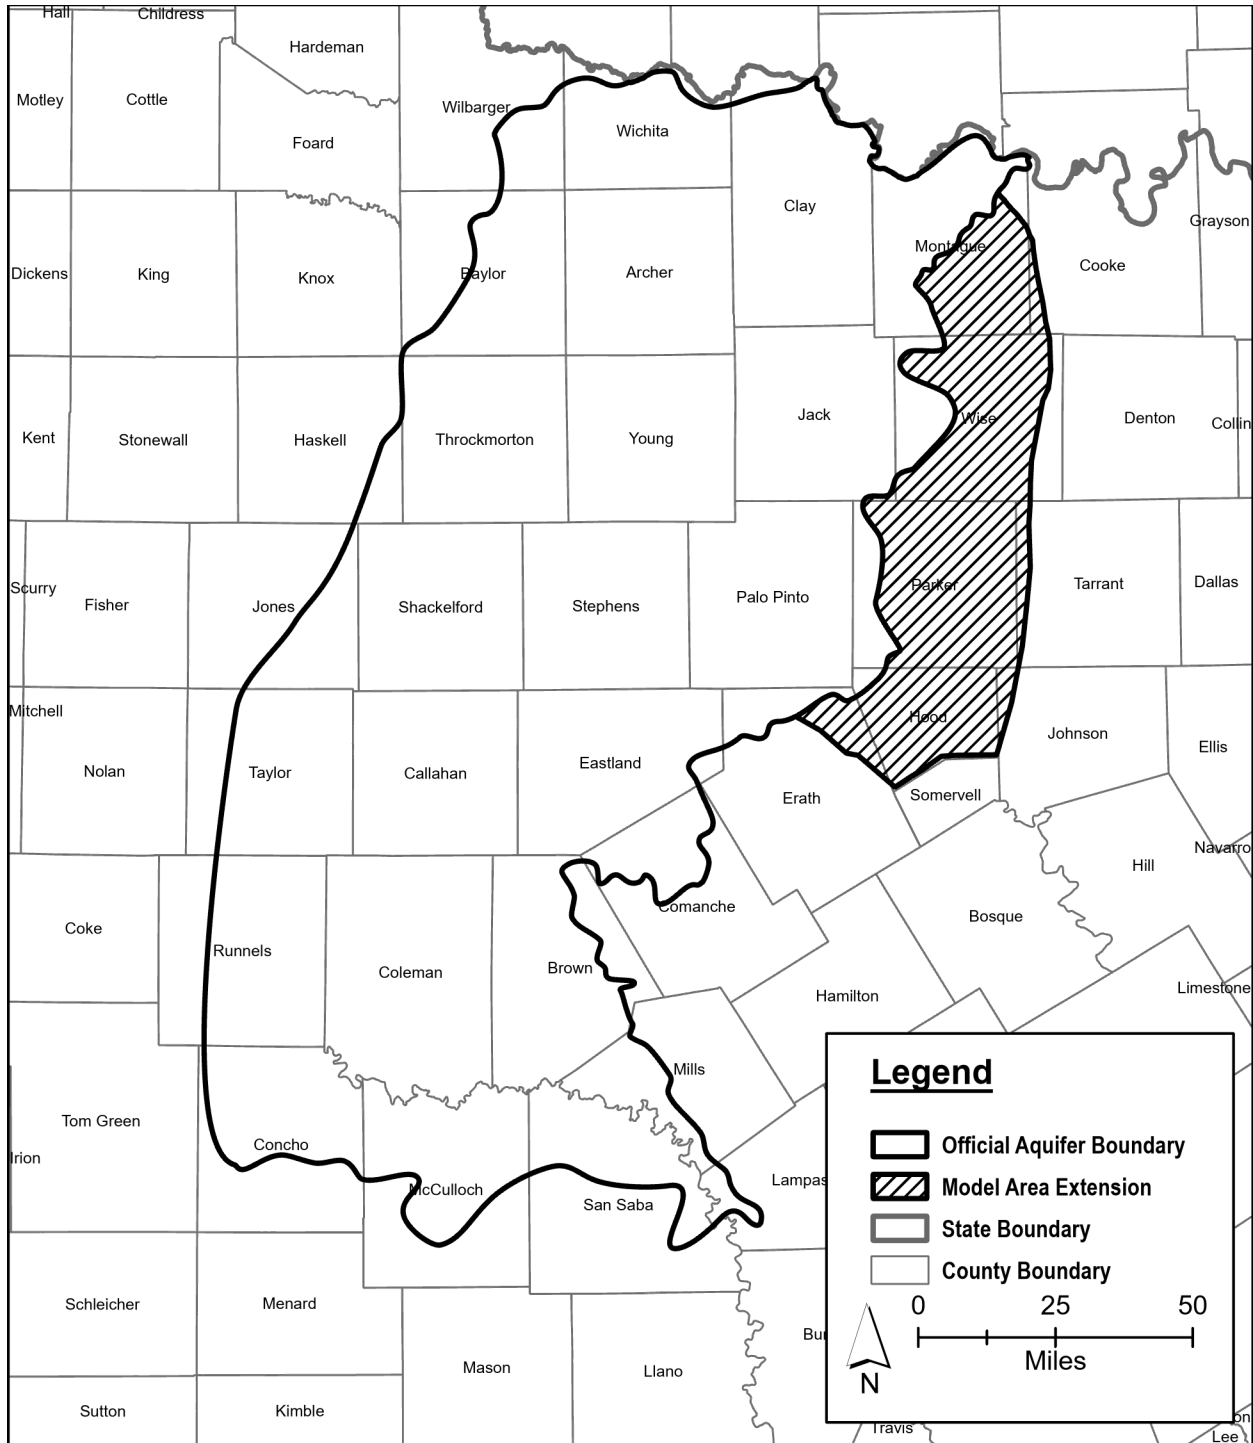 Hall
Childress
Hardeman
Motley
Cottle
Wilbarger
Wichita
Foard
Clay
Montague
Grayson
Dickens
King
Knox
Baylor
Archer
Cooke
Kent
Stonewall
Haskell
Throckmorton
Young
Jack
Wise
Denton
Collin
Scurry
Fisher
Jones
Shackelford
Stephens
Palo Pinto
Parker
Tarrant
Dallas
Mitchell
Nolan
Taylor
Callahan
Eastland
Hood
Johnson
Ellis
Erath
Somervell
Navarro
Hill
Coke
Runnels
Coleman
Brown
Comanche
Bosque
Hamilton
Limestone
Mills
Tom Green
Irion
Concho
McCulloch
San Saba
Lampas
Schleicher
Menard
Mason
Llano
Bur
Sutton
Kimble
Travis
on
Lee
Legend
Official Aquifer Boundary
Model Area Extension
State Boundary
County Boundary
0 25 50
Miles
N